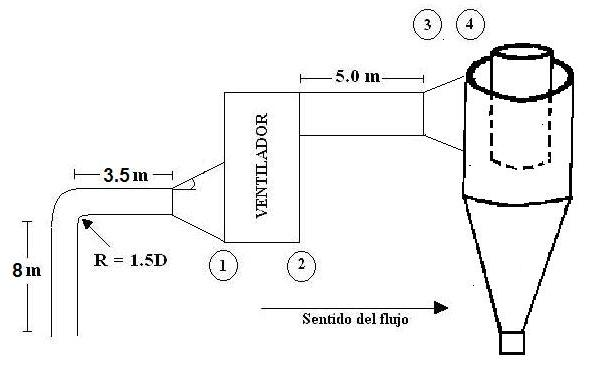 3
4
5.0 m
VENTILADOR
3.5 m
8 m
R = 1.5D
1
2
Sentido del flujo